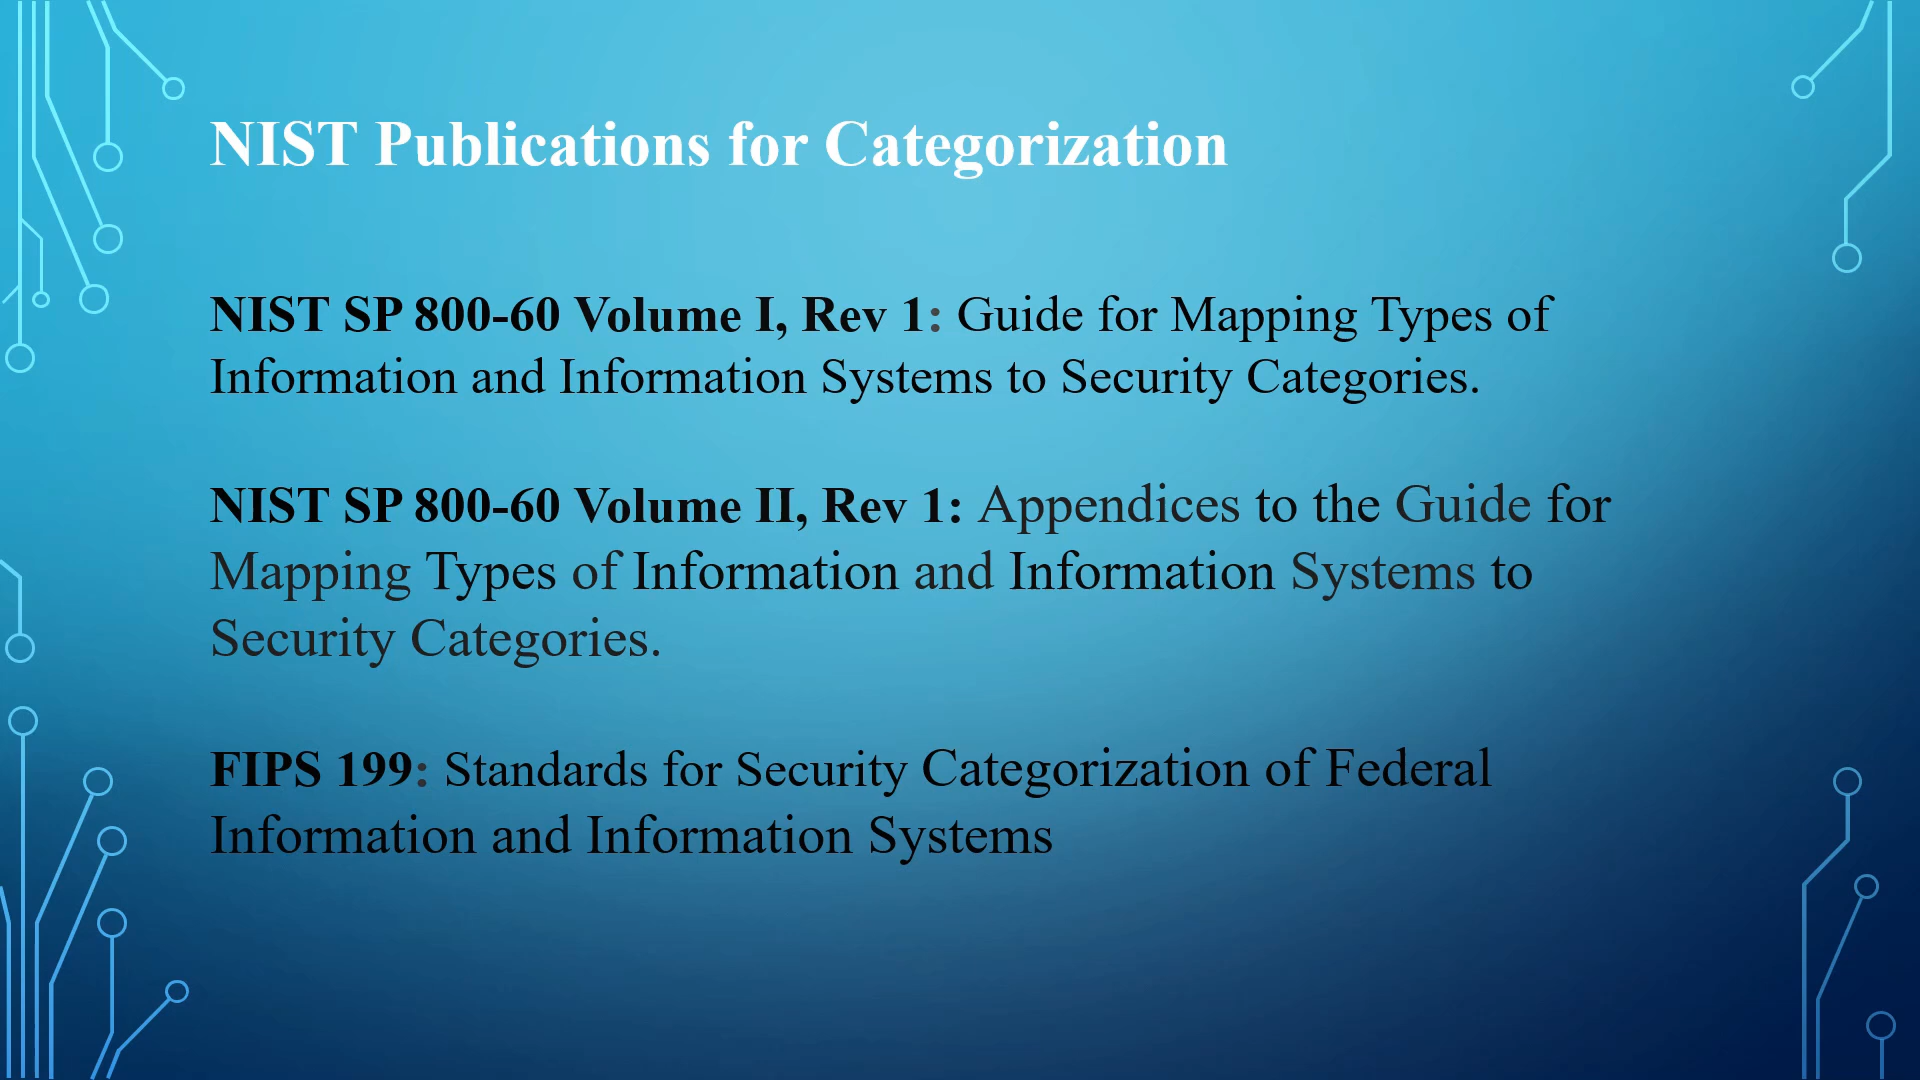 NIST Publications for Categorization
NIST SP 800-60 Volume I, Rev 1: Guide for Mapping Types of
Information and Information Systems to Security Categories.
NIST SP 800-60 Volume II, Rev 1: Appendices to the Guide for
Mapping Types of Information and Information Systems to
Security Categories.
FIPS 199: Standards for Security Categorization of Federal
Information and Information Systems